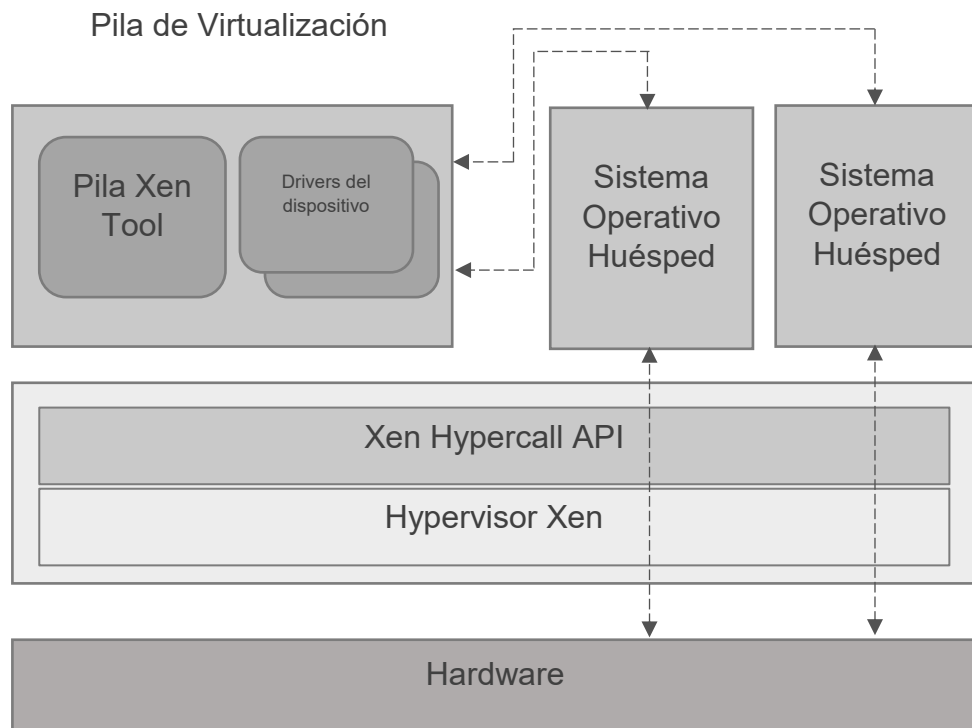 Pila de Virtualización
Pila Xen
Tool
Drivers del
dispositivo
Sistema
Operativo
Huésped
Sistema
Operativo
Huésped
Xen Hypercall API
Hypervisor Xen
Hardware